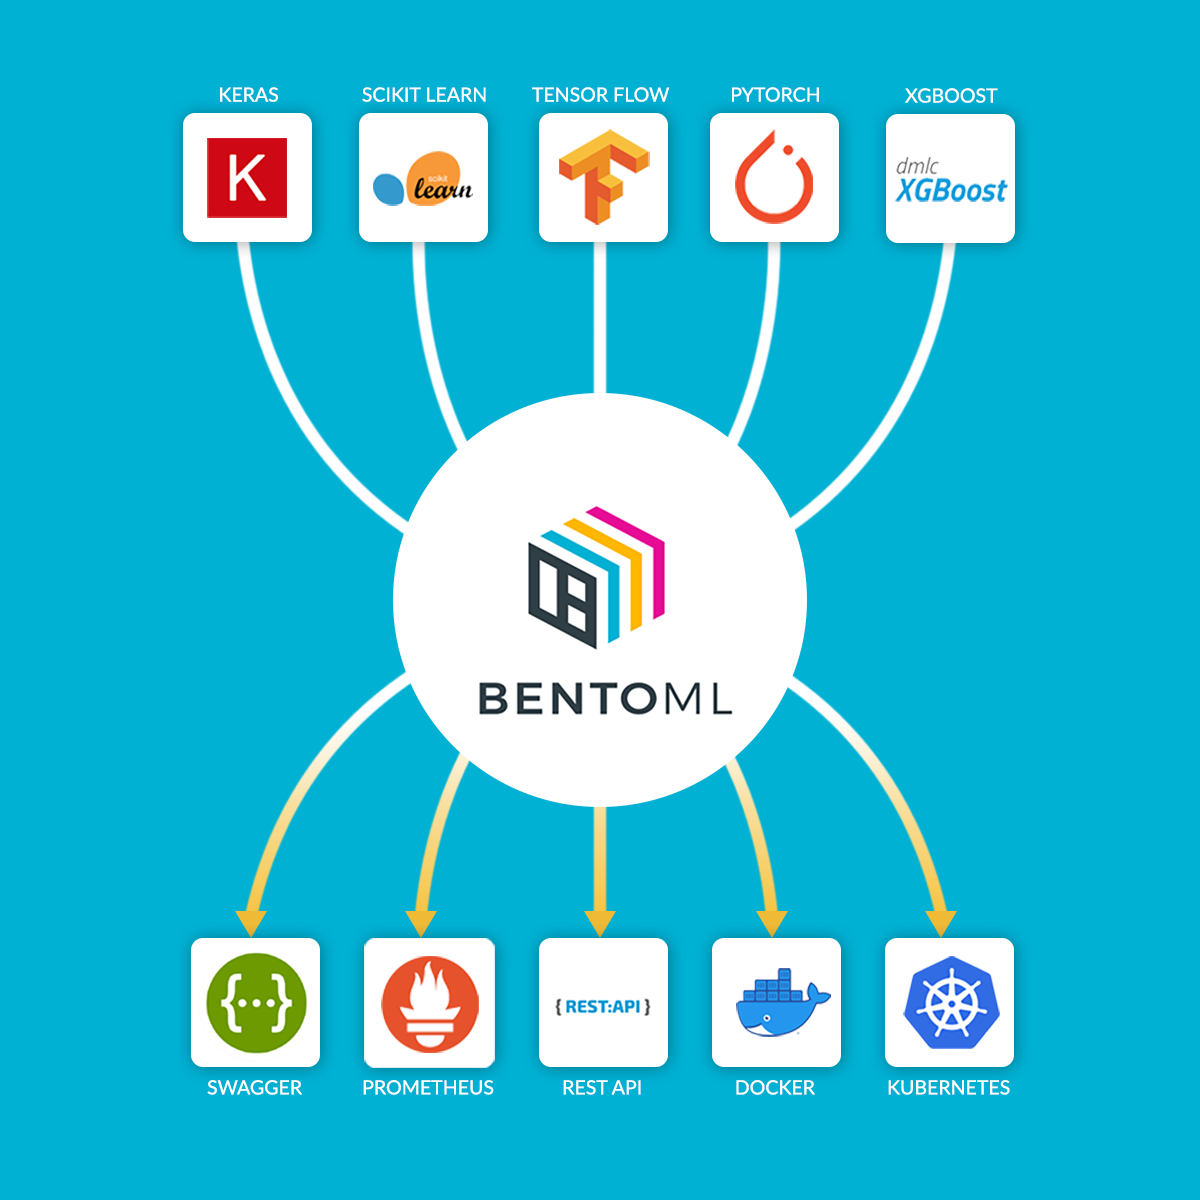 KERAS
SCIKIT LEARN
TENSOR FLOW
PYTORCH
XGBOOST
K
scikit
learn
dmlc
XGBoost
BENTOML
{...}
{ REST:API }
SWAGGER
PROMETHEUS
REST API
DOCKER
KUBERNETES